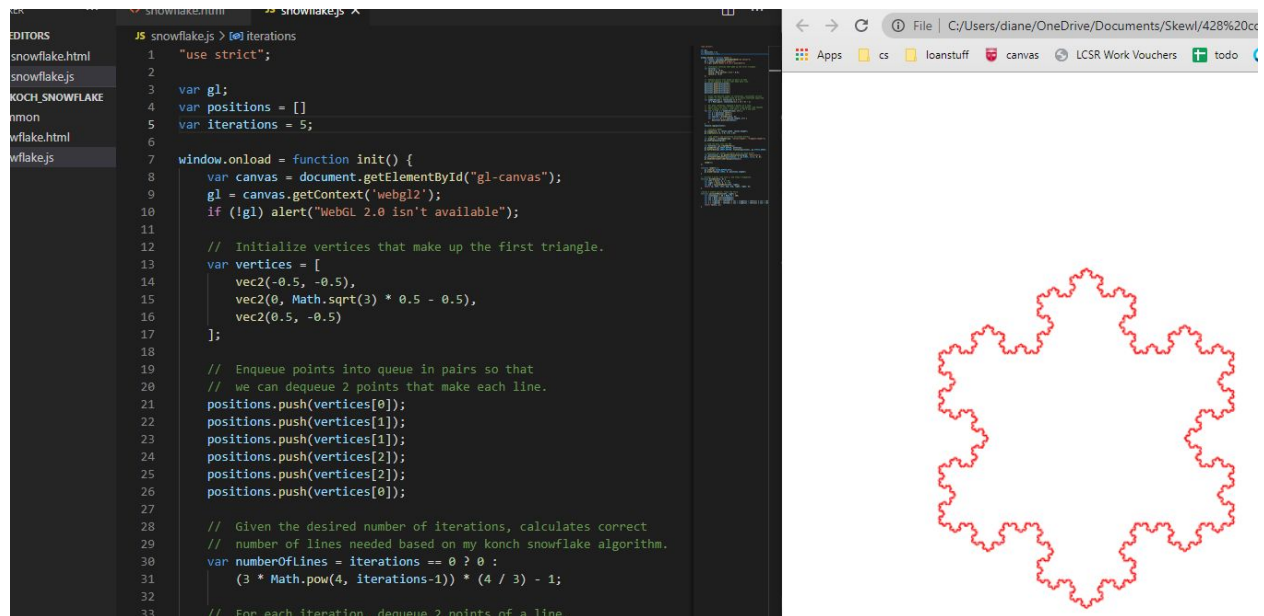 snowflake.html
snowflake.js X
EDITORS
snowflake.html
snowflake.js
KOCH_SNOWFLAKE
wflake.html
wflake.js
JS snowflake.js > iterations
1 "use strict";
2
3 var gl;
4 var positions = []
5 var iterations = 5;
6
7 window.onload = function init() {
8 var canvas = document.getElementById("gl-canvas");
9 gl = canvas.getContext('webgl2');
10 if (!gl) alert("WebGL 2.0 isn't available");
11
12 // Initialize vertices that make up the first triangle.
13 var vertices = [
14 vec2(-0.5, -0.5),
15 vec2(0, Math.sqrt(3) * 0.5 - 0.5),
16 vec2(0.5, -0.5)
17 ];
18
19 // Enqueue points into queue in pairs so that
20 // we can dequeue 2 points that make each line.
21 positions.push(vertices[0]);
22 positions.push(vertices[1]);
23 positions.push(vertices[1]);
24 positions.push(vertices[2]);
25 positions.push(vertices[2]);
26 positions.push(vertices[0]);
27
28 // Given the desired number of iterations, calculates correct
29 // number of lines needed based on my konch snowflake algorithm.
30 var numberOfLines = iterations == 0 ? 0 :
31 (3 * Math.pow(4, iterations-1)) * (4 / 3) - 1;
32
33 // For each iteration, dequeue 2 points of a line
File | C:/Users/diane/OneDrive/Documents/Skewl/428%20co
Apps cs loanstuff canvas LCSR Work Vouchers todo